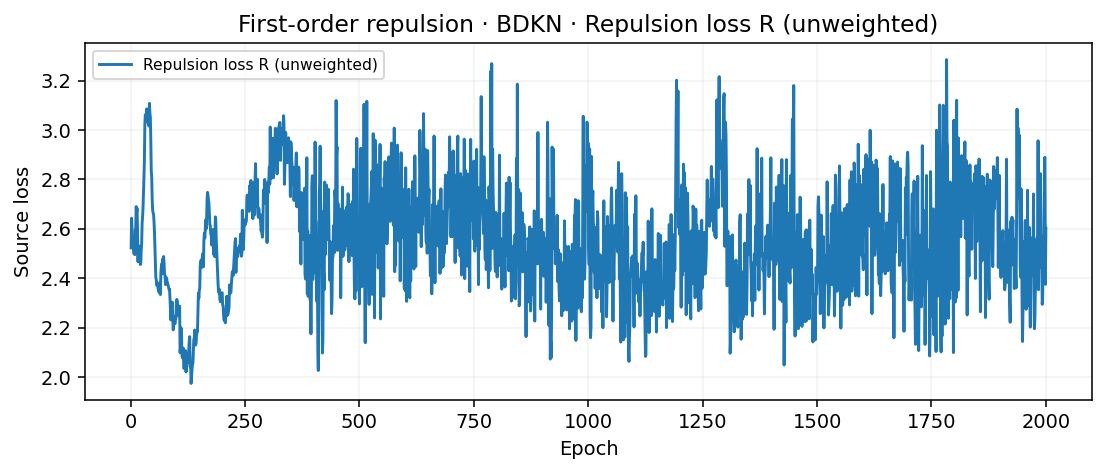 First-order repulsion · BDKN · Repulsion loss R (unweighted)
Repulsion loss R (unweighted)
Source loss
3.2
3.0
2.8
2.6
2.4
2.2
2.0
0 250 500 750 1000 1250 1500 1750 2000
Epoch